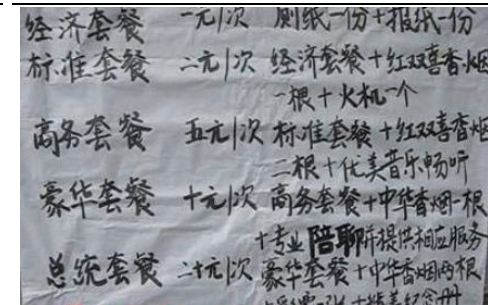 经济套餐 一元/次 厕纸一份+报纸一份
标准套餐 二元/次 经济套餐+红双喜香烟
一根+火机一个
商务套餐 五元/次 标准套餐+红双喜香烟
二根+优美音乐畅听
豪华套餐 十元/次 商务套餐+中华香烟一根
+专业陪聊师提供相应服务
总统套餐 二十元/次 豪华套餐+中华香烟两根